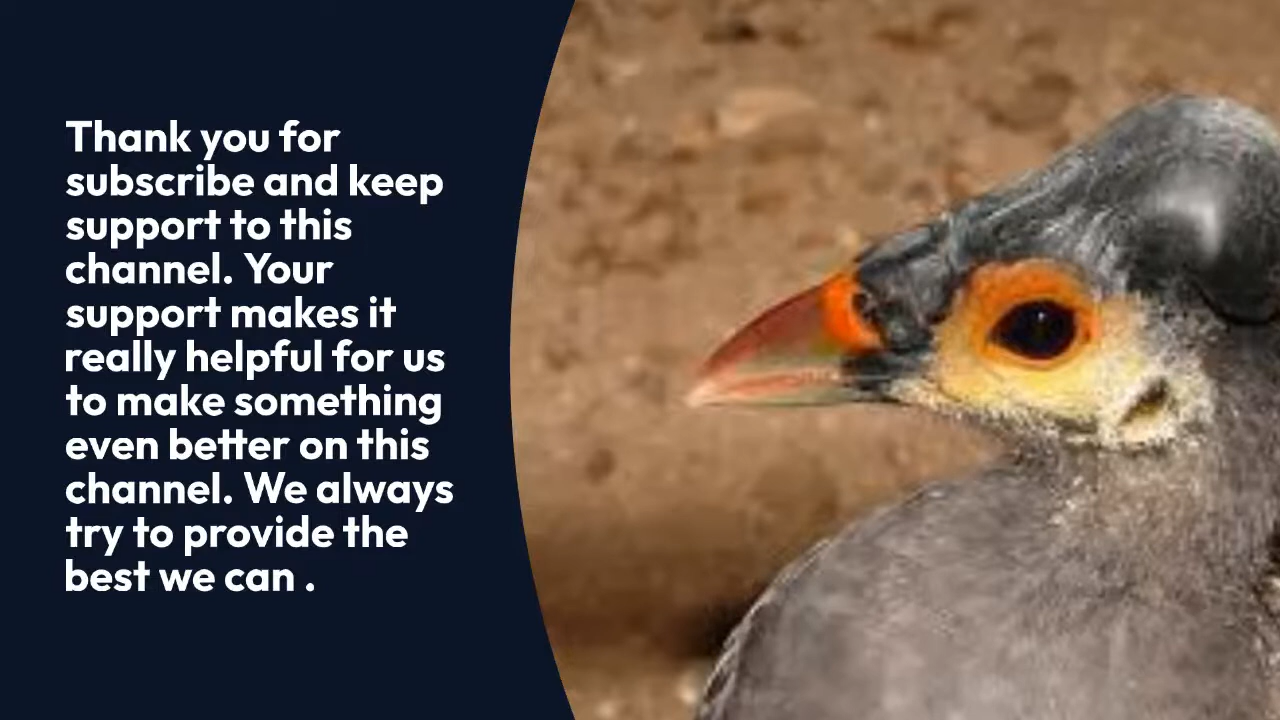 Thank you for
subscribe and keep
support to this
channel. Your
support makes it
really helpful for us
to make something
even better on this
channel. We always
try to provide the
best we can .